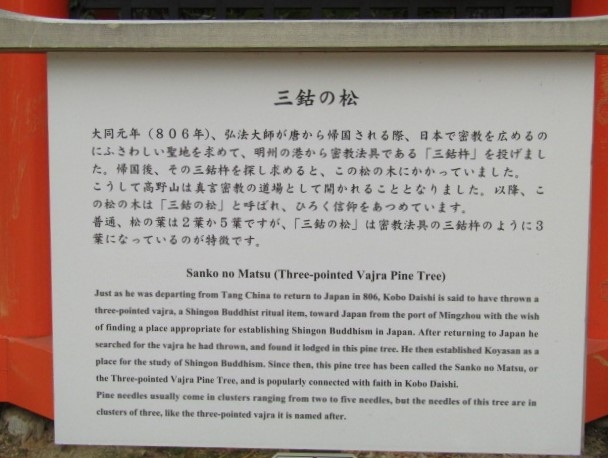 三鈷の松
大同元年（８０６年）、弘法大師が唐から帰国される際、日本で密教を広めるの
にふさわしい聖地を求めて、明州の港から密教法具である「三鈷杵」を投げまし
た。帰国後、その三鈷杵を探し求めると、この松の木にかかっていました。
こうして高野山は真言密教の道場として開かれることとなりました。以降、こ
の松の木は「三鈷の松」と呼ばれ、ひろく信仰をあつめています。
普通、松の葉は２葉か５葉ですが、「三鈷の松」は密教法具の三鈷杵のように３
葉になっているのが特徴です。
Sanko no Matsu (Three-pointed Vajra Pine Tree)
Just as he was departing from Tang China to return to Japan in 806, Kobo Daishi is said to have thrown a
three-pointed vajra, a Shingon Buddhist ritual item, toward Japan from the port of Mingzhou with the wish
of finding a place appropriate for establishing Shingon Buddhism in Japan. After returning to Japan he
searched for the vajra he had thrown, and found it lodged in this pine tree. He then established Koyasan as a
place for the study of Shingon Buddhism. Since then, this pine tree has been called the Sanko no Matsu, or
the Three-pointed Vajra Pine Tree, and is popularly connected with faith in Kobo Daishi.
Pine needles usually come in clusters ranging from two to five needles, but the needles of this tree are in
clusters of three, like the three-pointed vajra it is named after.